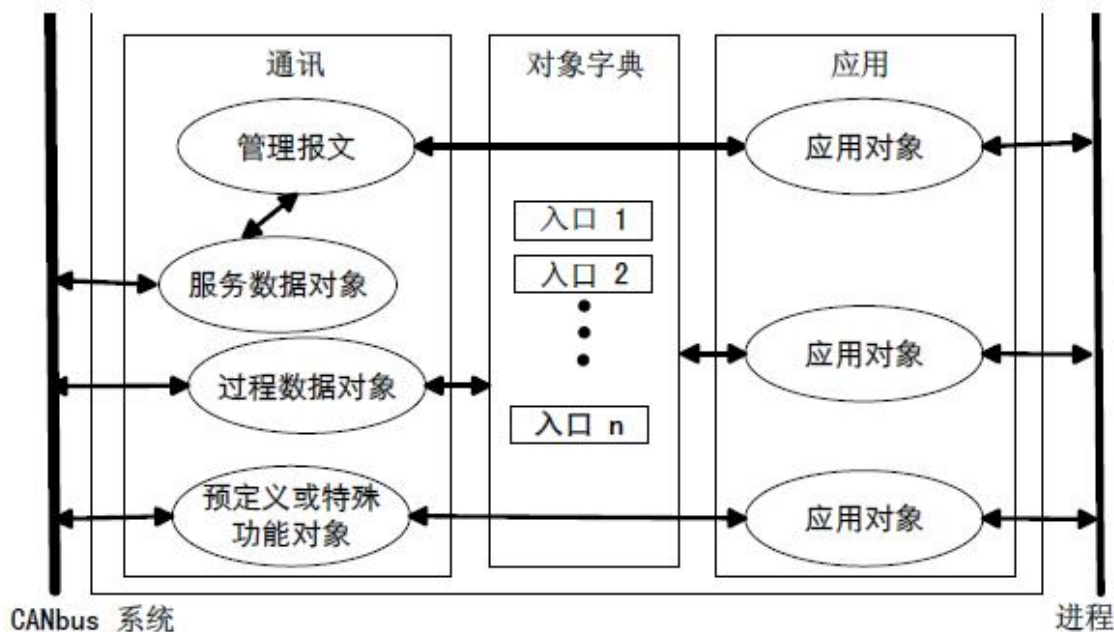 通讯
对象字典
应用
管理报文
应用对象
入口 1
入口 2
服务数据对象
应用对象
过程数据对象
入口 n
预定义或特殊
功能对象
应用对象
CANbus 系统
进程